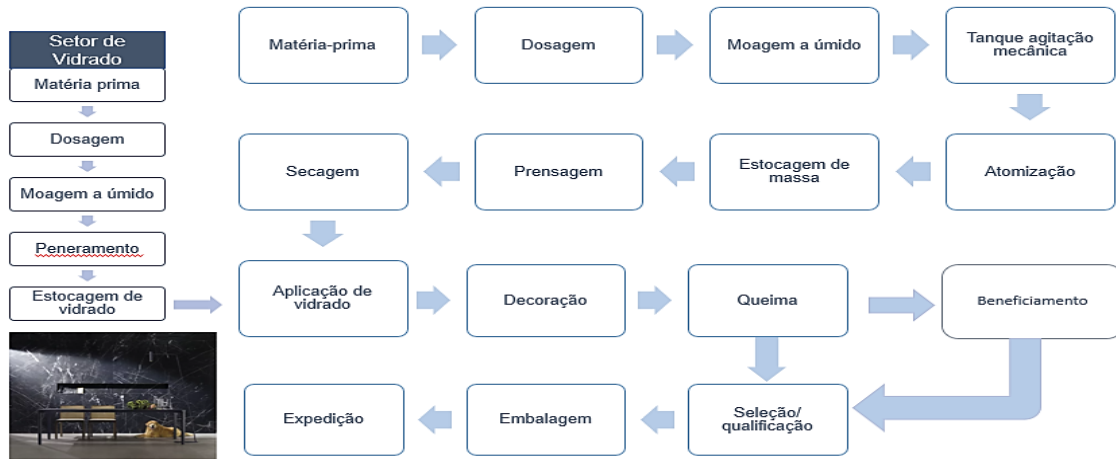 Setor de
Vidrado
Matéria prima
Dosagem
Moagem a úmido
Peneramento
Estocagem de
vidrado
Matéria-prima
Dosagem
Moagem a úmido
Tanque agitação
mecânica
Secagem
Prensagem
Estocagem de
massa
Atomização
Aplicação de
vidrado
Decoração
Queima
Beneficiamento
Expedição
Embalagem
Seleção/
qualificação